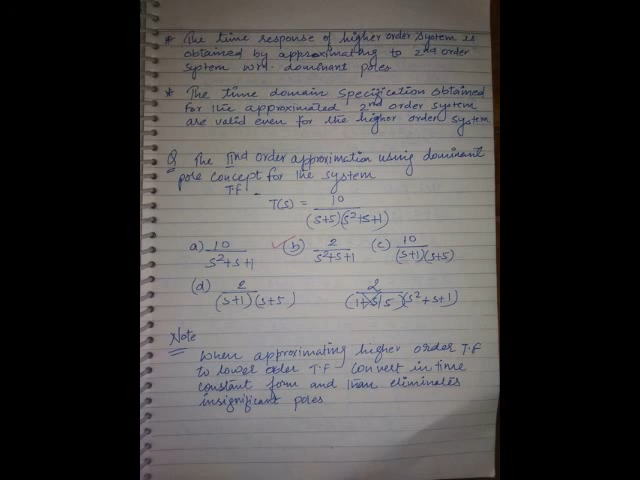 * The time response of higher order system is
obtained by approximating to 2nd order
system w.r.t. dominant poles
* The time domain specification obtained
for the approximated 2nd order system
are valid even for the higher order system
Q The IInd order approximation using dominant
pole concept for the system
T.f -
T(s) = 10 / (s+5)(s²+s+1)
a) 10 / s²+s+1 (b) 2 / s²+s+1 (c) 10 / (s+1)(s+5)
(d) 2 / (s+1)(s+5) 2 / (1+s/5)(s²+s+1)
Note
When approximating higher order T.F
to lower order T.F - Convert in time
constant form and than eliminates
insignificant poles